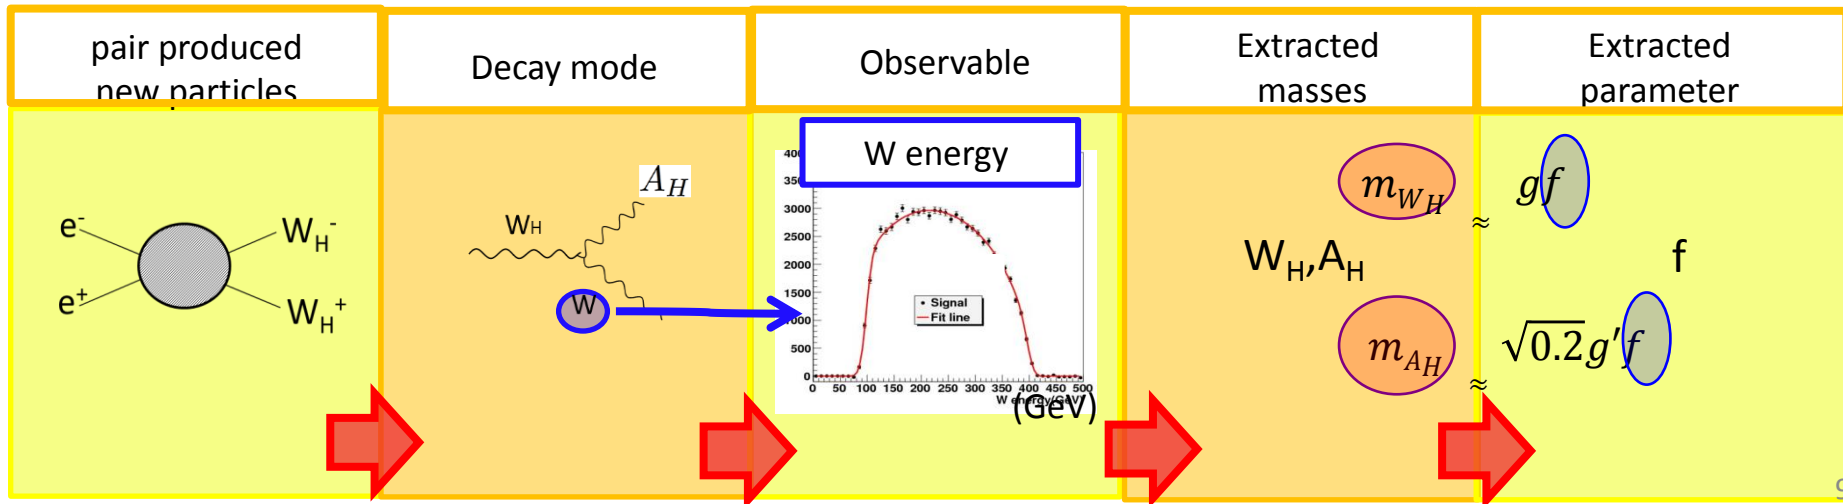 pair produced
new particles
Decay mode
Observable
Extracted
masses
Extracted
parameter
e-
e+
WH-
WH+
WH
AH
W
W energy
3000
2500
2000
1500
1000
500
0
0 50 100 150 200 250 300 350 400 450 500
Signal
Fit line
(GeV)
mWH ≈ gf
WH,AH
f
mAH ≈ √0.2g′f